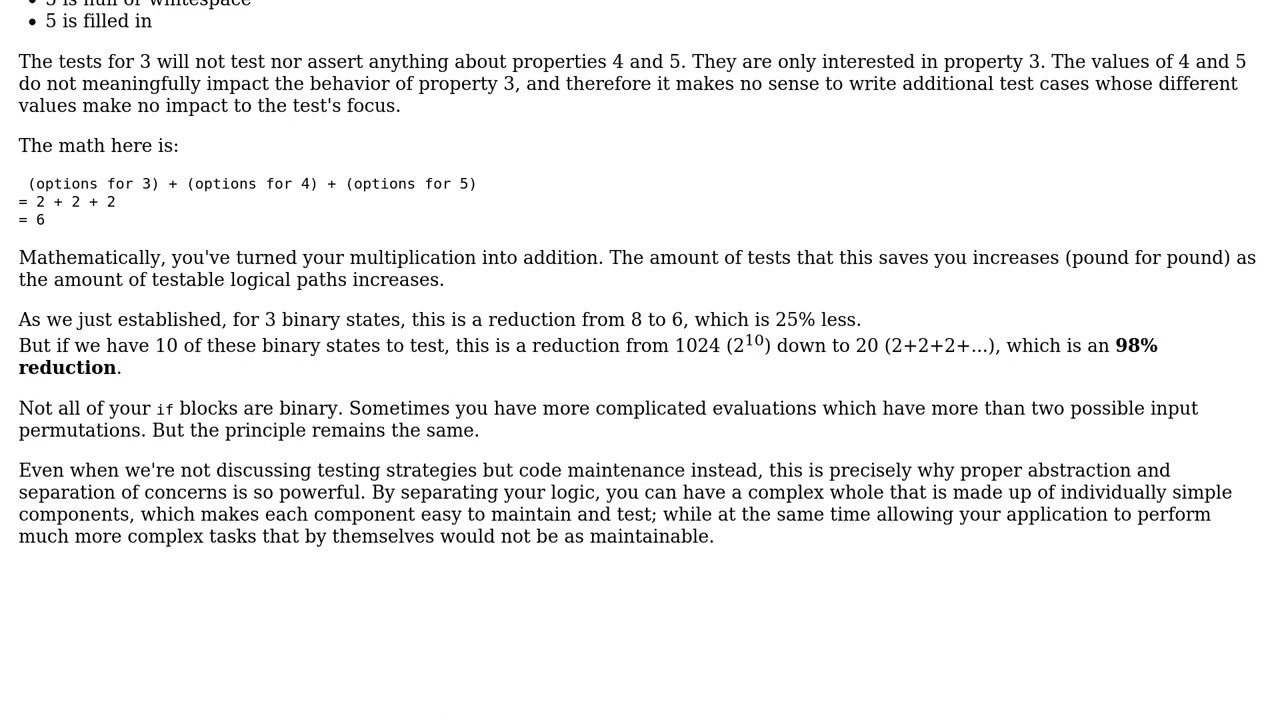 5 is null or whitespace
5 is filled in
The tests for 3 will not test nor assert anything about properties 4 and 5. They are only interested in property 3. The values of 4 and 5
do not meaningfully impact the behavior of property 3, and therefore it makes no sense to write additional test cases whose different
values make no impact to the test's focus.
The math here is:
(options for 3) + (options for 4) + (options for 5)
= 2 + 2 + 2
= 6
Mathematically, you've turned your multiplication into addition. The amount of tests that this saves you increases (pound for pound) as
the amount of testable logical paths increases.
As we just established, for 3 binary states, this is a reduction from 8 to 6, which is 25% less.
But if we have 10 of these binary states to test, this is a reduction from 1024 (2^10) down to 20 (2+2+2+...), which is an 98%
reduction.
Not all of your if blocks are binary. Sometimes you have more complicated evaluations which have more than two possible input
permutations. But the principle remains the same.
Even when we're not discussing testing strategies but code maintenance instead, this is precisely why proper abstraction and
separation of concerns is so powerful. By separating your logic, you can have a complex whole that is made up of individually simple
components, which makes each component easy to maintain and test; while at the same time allowing your application to perform
much more complex tasks that by themselves would not be as maintainable.